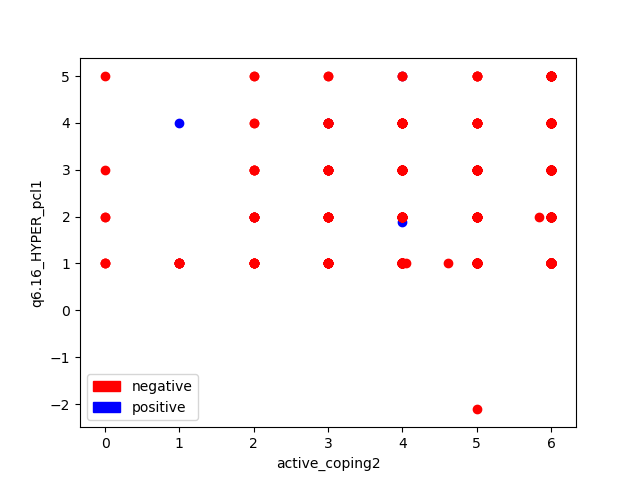 5
4
3
2
1
0
−1
−2
q6.16_HYPER_pcl1
negative
positive
0 1 2 3 4 5 6
active_coping2